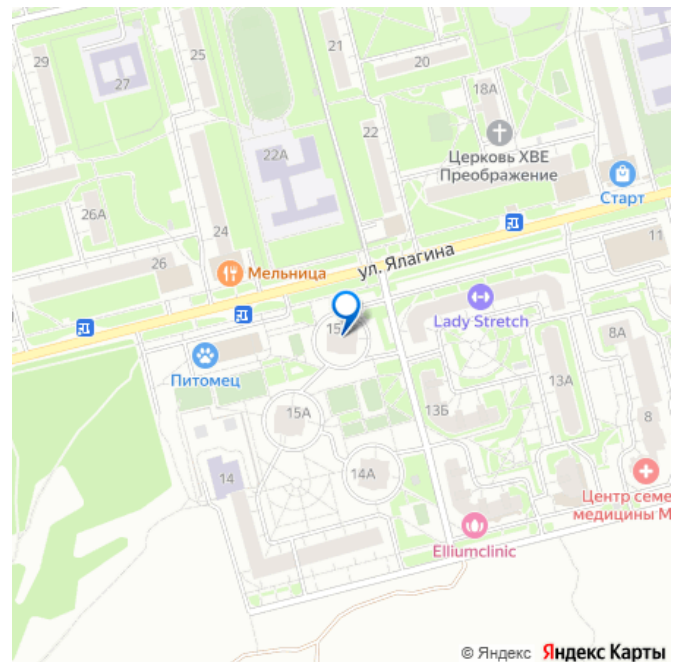 29
25
21
20
27
18А
22
22А
Церковь ХВЕ
Преображение
Старт
26А
24
26
Мельница
ул. Ялагина
11
Lady Stretch
8А
Питомец
13А
15А
13Б
8
14
14А
Центр семе
медицины М
Elliumclinic
© Яндекс Яндекс Карты